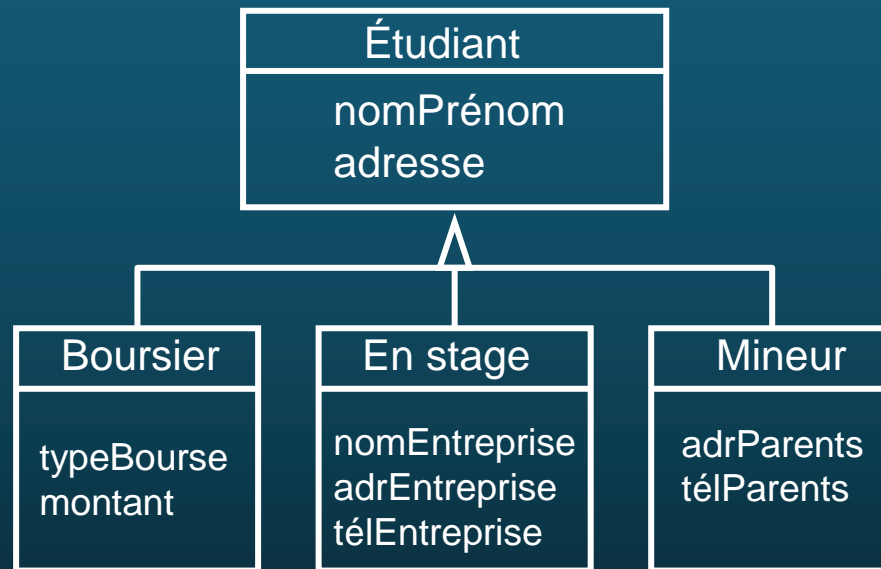 Étudiant
nomPrénom
adresse
Boursier
typeBourse
montant
En stage
nomEntreprise
adrEntreprise
télEntreprise
Mineur
adrParents
télParents